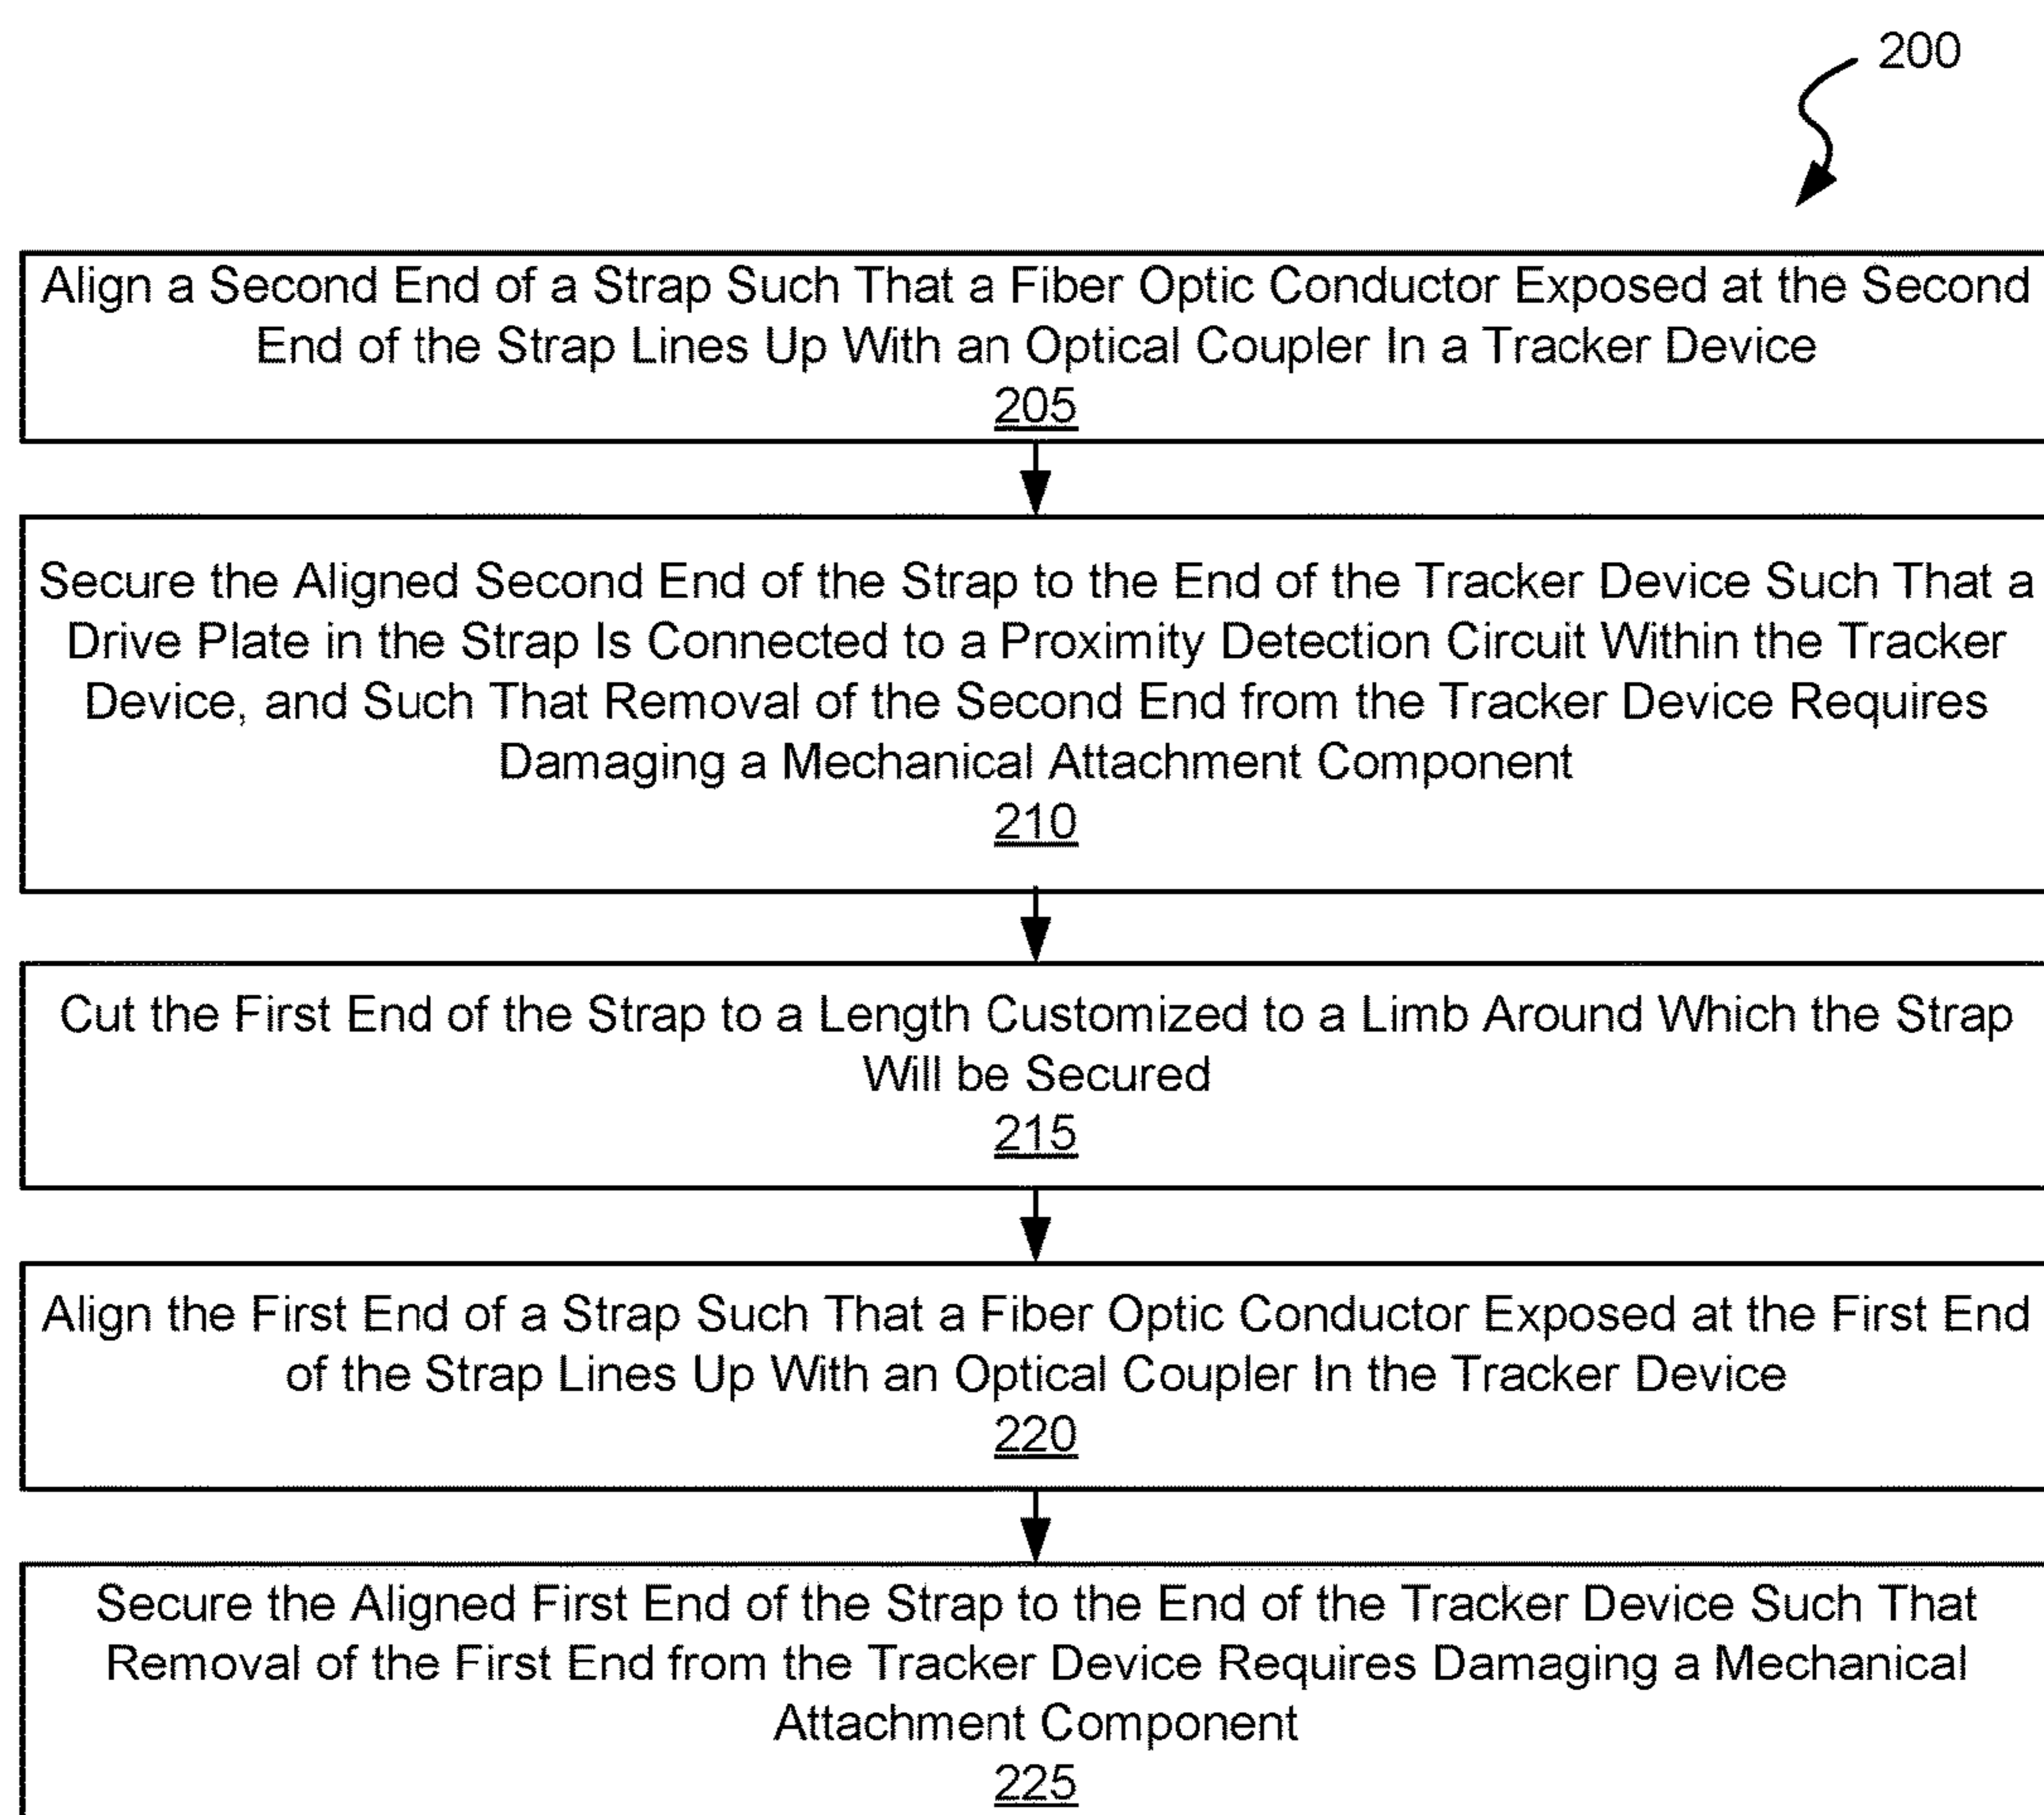 200
Align a Second End of a Strap Such That a Fiber Optic Conductor Exposed at the Second
End of the Strap Lines Up With an Optical Coupler In a Tracker Device
205
Secure the Aligned Second End of the Strap to the End of the Tracker Device Such That a
Drive Plate in the Strap Is Connected to a Proximity Detection Circuit Within the Tracker
Device, and Such That Removal of the Second End from the Tracker Device Requires
Damaging a Mechanical Attachment Component
210
Cut the First End of the Strap to a Length Customized to a Limb Around Which the Strap
Will be Secured
215
Align the First End of a Strap Such That a Fiber Optic Conductor Exposed at the First End
of the Strap Lines Up With an Optical Coupler In the Tracker Device
220
Secure the Aligned First End of the Strap to the End of the Tracker Device Such That
Removal of the First End from the Tracker Device Requires Damaging a Mechanical
Attachment Component
225